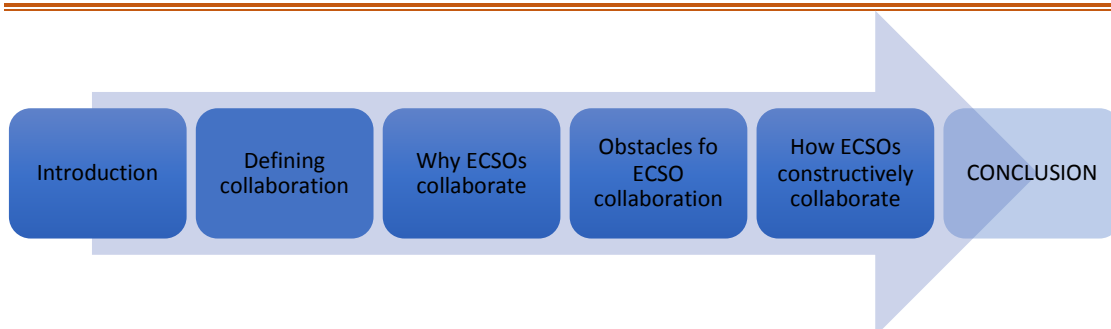 Introduction
Defining
collaboration
Why ECSOs
collaborate
Obstacles fo
ECSO
collaboration
How ECSOs
constructively
collaborate
CONCLUSION